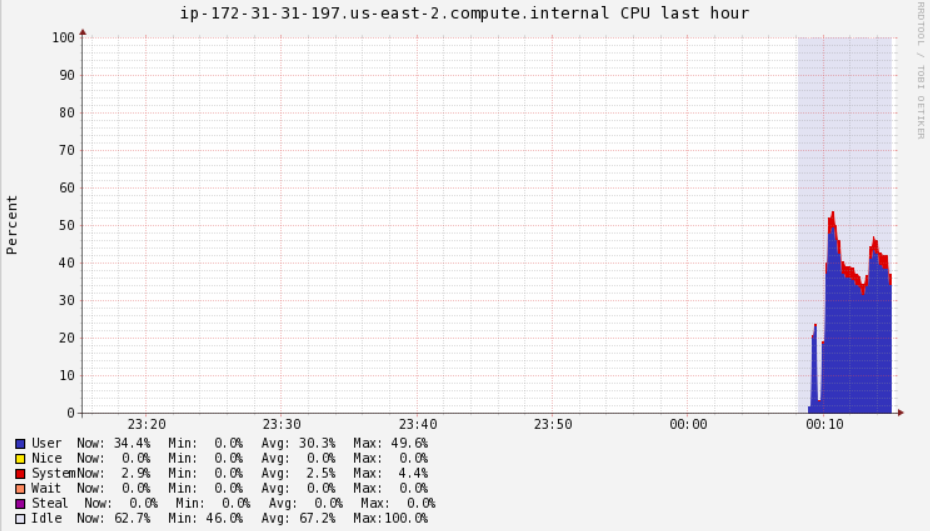 ip-172-31-31-197.us-east-2.compute.internal CPU last hour
RRDTOOL / TOBI OETIKER
Percent
100
90
80
70
60
50
40
30
20
10
0
23:20 23:30 23:40 23:50 00:00 00:10
User Now: 34.4% Min: 0.0% Avg: 30.3% Max: 49.6%
Nice Now: 0.0% Min: 0.0% Avg: 0.0% Max: 0.0%
SystemNow: 2.9% Min: 0.0% Avg: 2.5% Max: 4.4%
Wait Now: 0.0% Min: 0.0% Avg: 0.0% Max: 0.0%
Steal Now: 0.0% Min: 0.0% Avg: 0.0% Max: 0.0%
Idle Now: 62.7% Min: 46.0% Avg: 67.2% Max:100.0%